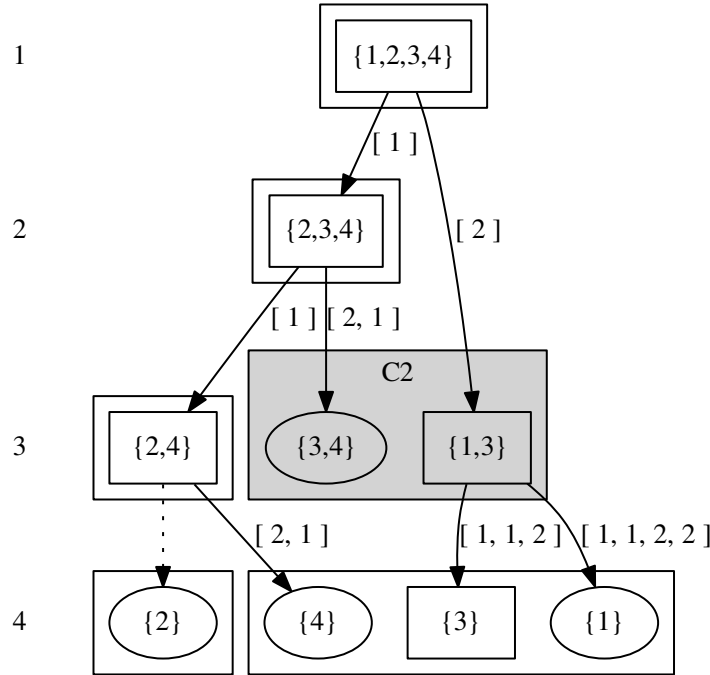 1
{1,2,3,4}
[ 1 ]
2
{2,3,4}
[ 2 ]
[ 1 ]
[ 2, 1 ]
C2
3
{2,4}
{3,4}
{1,3}
[ 2, 1 ]
[ 1, 1, 2 ]
[ 1, 1, 2, 2 ]
4
{2}
{4}
{3}
{1}